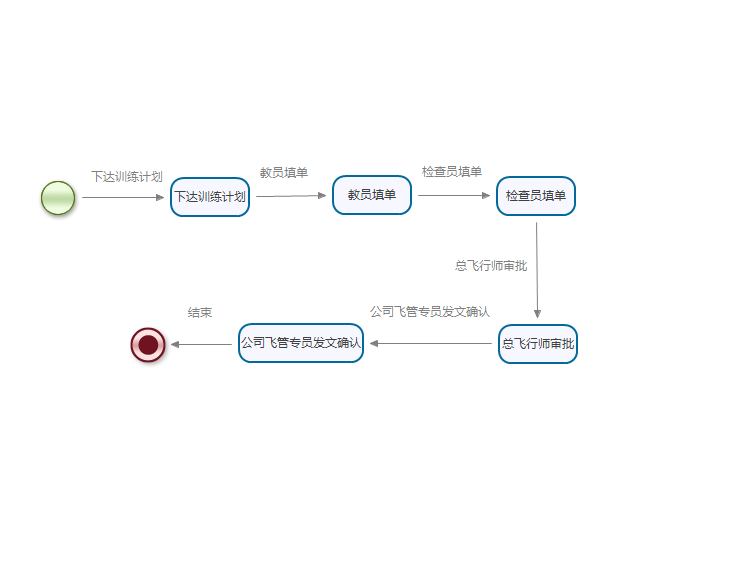 下达训练计划
下达训练计划
教员填单
教员填单
检查员填单
检查员填单
总飞行师审批
总飞行师审批
公司飞管专员发文确认
公司飞管专员发文确认
结束